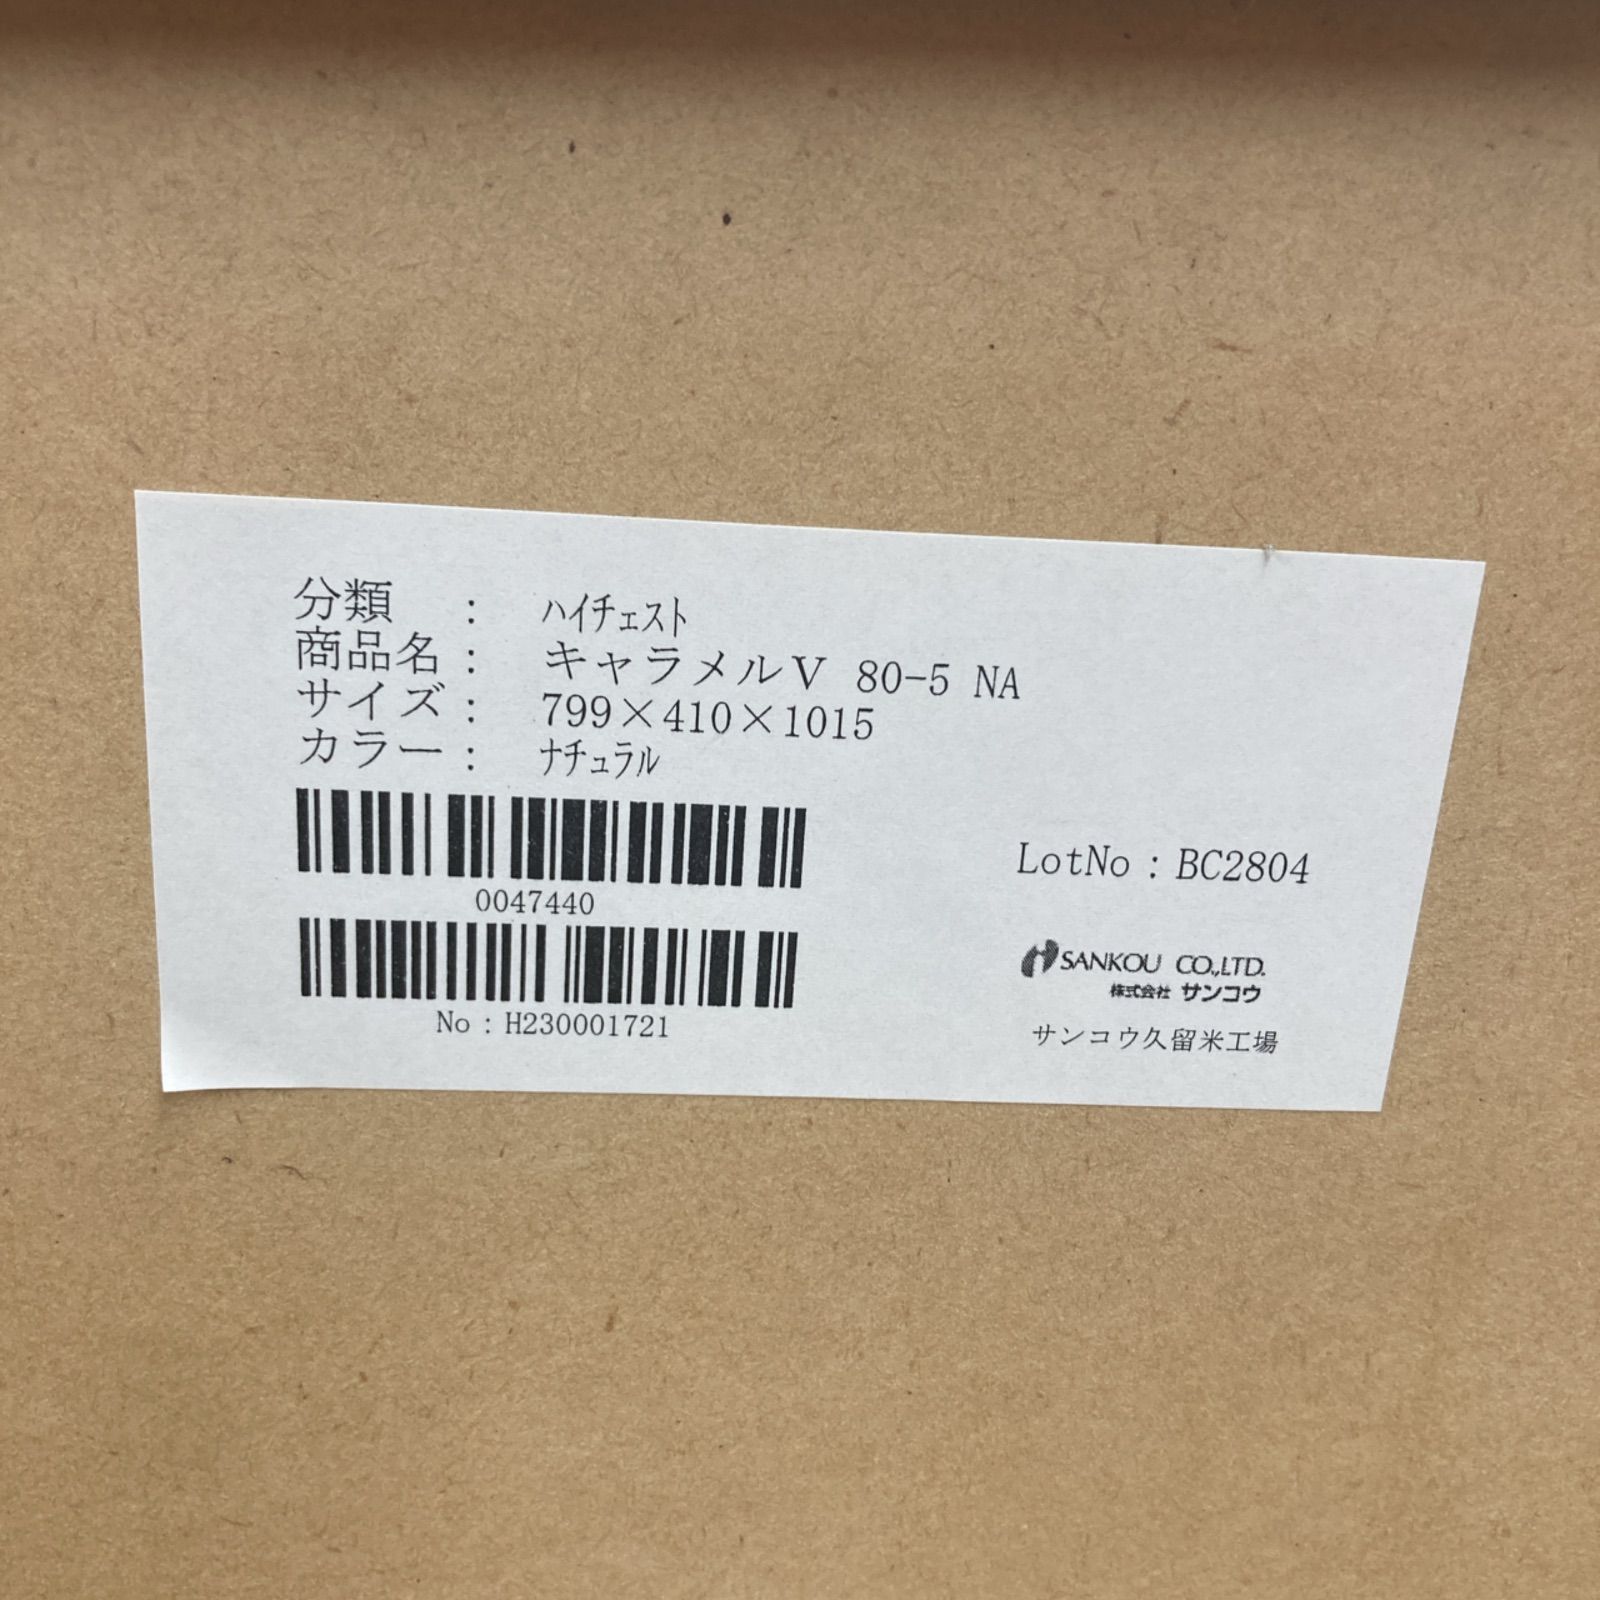 分類 : ﾊｲﾁｪｽﾄ
商品名 : キャラメルV 80-5 NA
サイズ : 799×410×1015
カラー : ﾅﾁｭﾗﾙ
0047440
No : H230001721
LotNo : BC2804
SANKOU CO.,LTD.
株式会社 サンコウ
サンコウ久留米工場